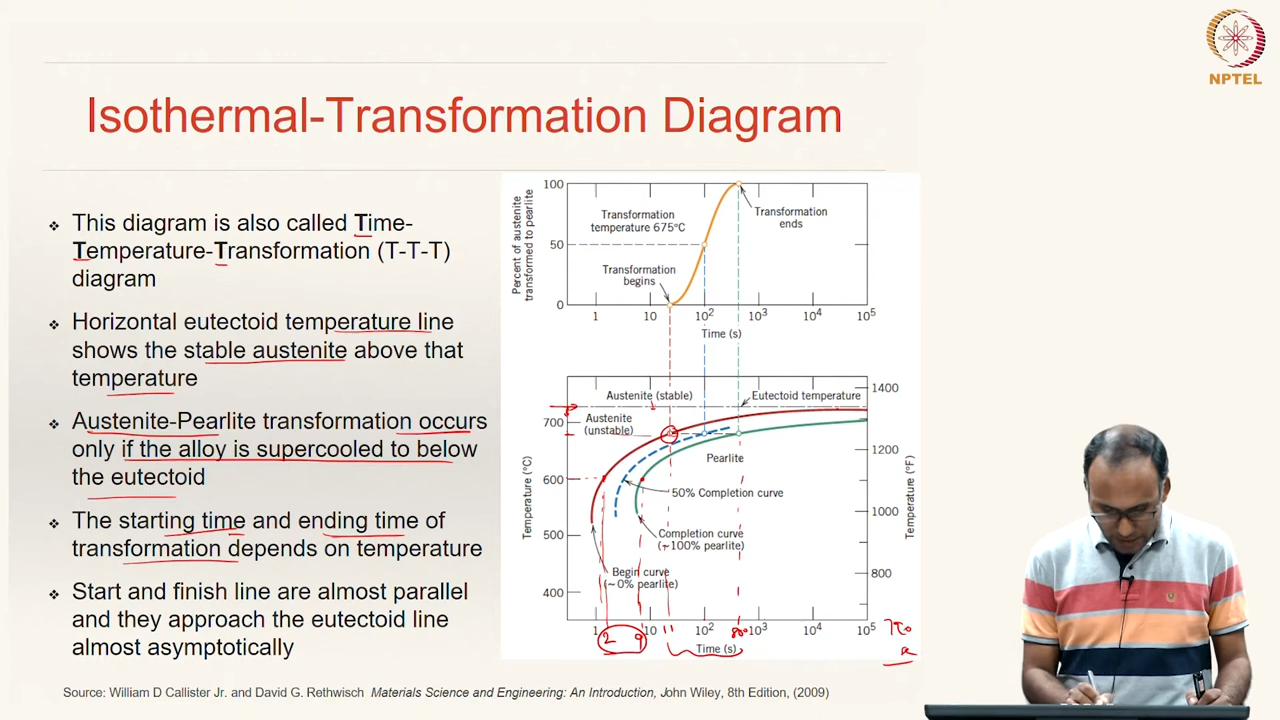 NPTEL
Isothermal-Transformation Diagram
❖ This diagram is also called Time-
Temperature-Transformation (T-T-T)
diagram
❖ Horizontal eutectoid temperature line
shows the stable austenite above that
temperature
❖ Austenite-Pearlite transformation occurs
only if the alloy is supercooled to below
the eutectoid
❖ The starting time and ending time of
transformation depends on temperature
❖ Start and finish line are almost parallel
and they approach the eutectoid line
almost asymptotically
Percent of austenite
transformed to pearlite
100
50
0
Transformation
temperature 675°C
Transformation
ends
Transformation
begins
1 10 10² 10³ 10⁴ 10⁵
Time (s)
Austenite (stable)
Eutectoid temperature
Austenite
(unstable)
Pearlite
50% Completion curve
Completion curve
(~100% pearlite)
Begin curve
(~0% pearlite)
Temperature (°C)
700
600
500
400
Temperature (°F)
1400
1200
1000
800
1 10 10² 10³ 10⁴ 10⁵
2 9 11
Time (s)
Source: William D Callister Jr. and David G. Rethwisch Materials Science and Engineering: An Introduction, John Wiley, 8th Edition, (2009)